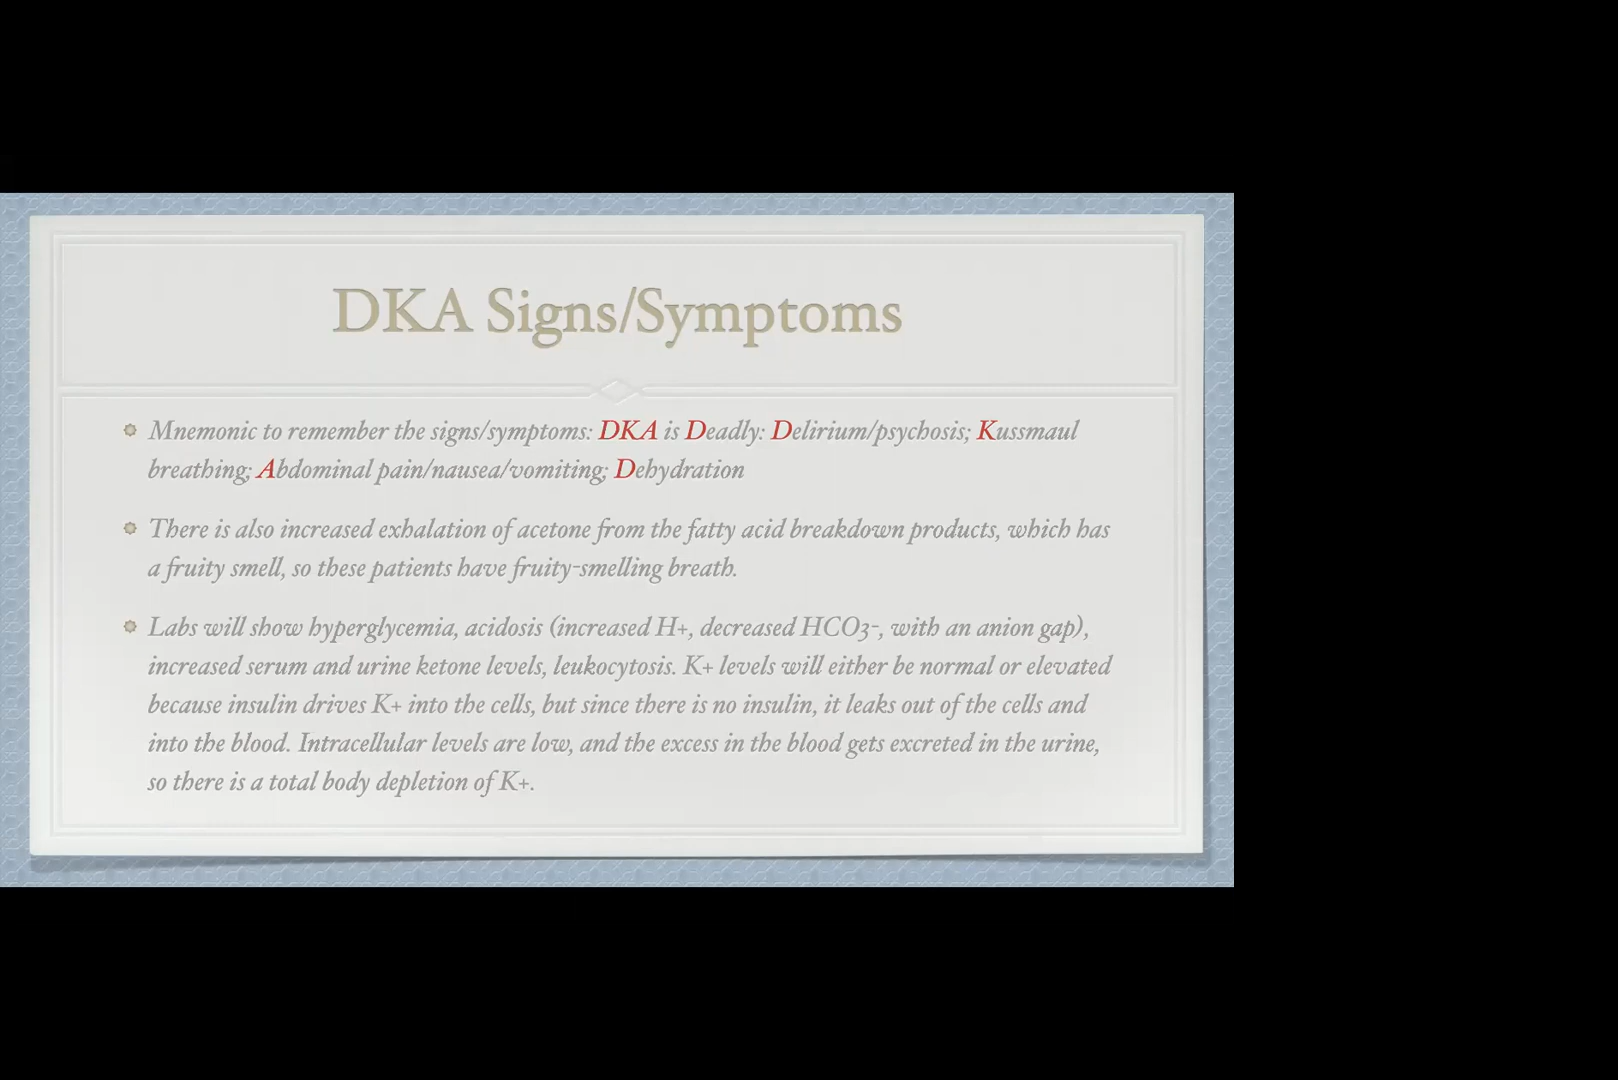 DKA Signs/Symptoms
Mnemonic to remember the signs/symptoms: DKA is Deadly: Delirium/psychosis; Kussmaul
breathing; Abdominal pain/nausea/vomiting; Dehydration
There is also increased exhalation of acetone from the fatty acid breakdown products, which has
a fruity smell, so these patients have fruity-smelling breath.
Labs will show hyperglycemia, acidosis (increased H+, decreased HCO3-, with an anion gap),
increased serum and urine ketone levels, leukocytosis. K+ levels will either be normal or elevated
because insulin drives K+ into the cells, but since there is no insulin, it leaks out of the cells and
into the blood. Intracellular levels are low, and the excess in the blood gets excreted in the urine,
so there is a total body depletion of K+.